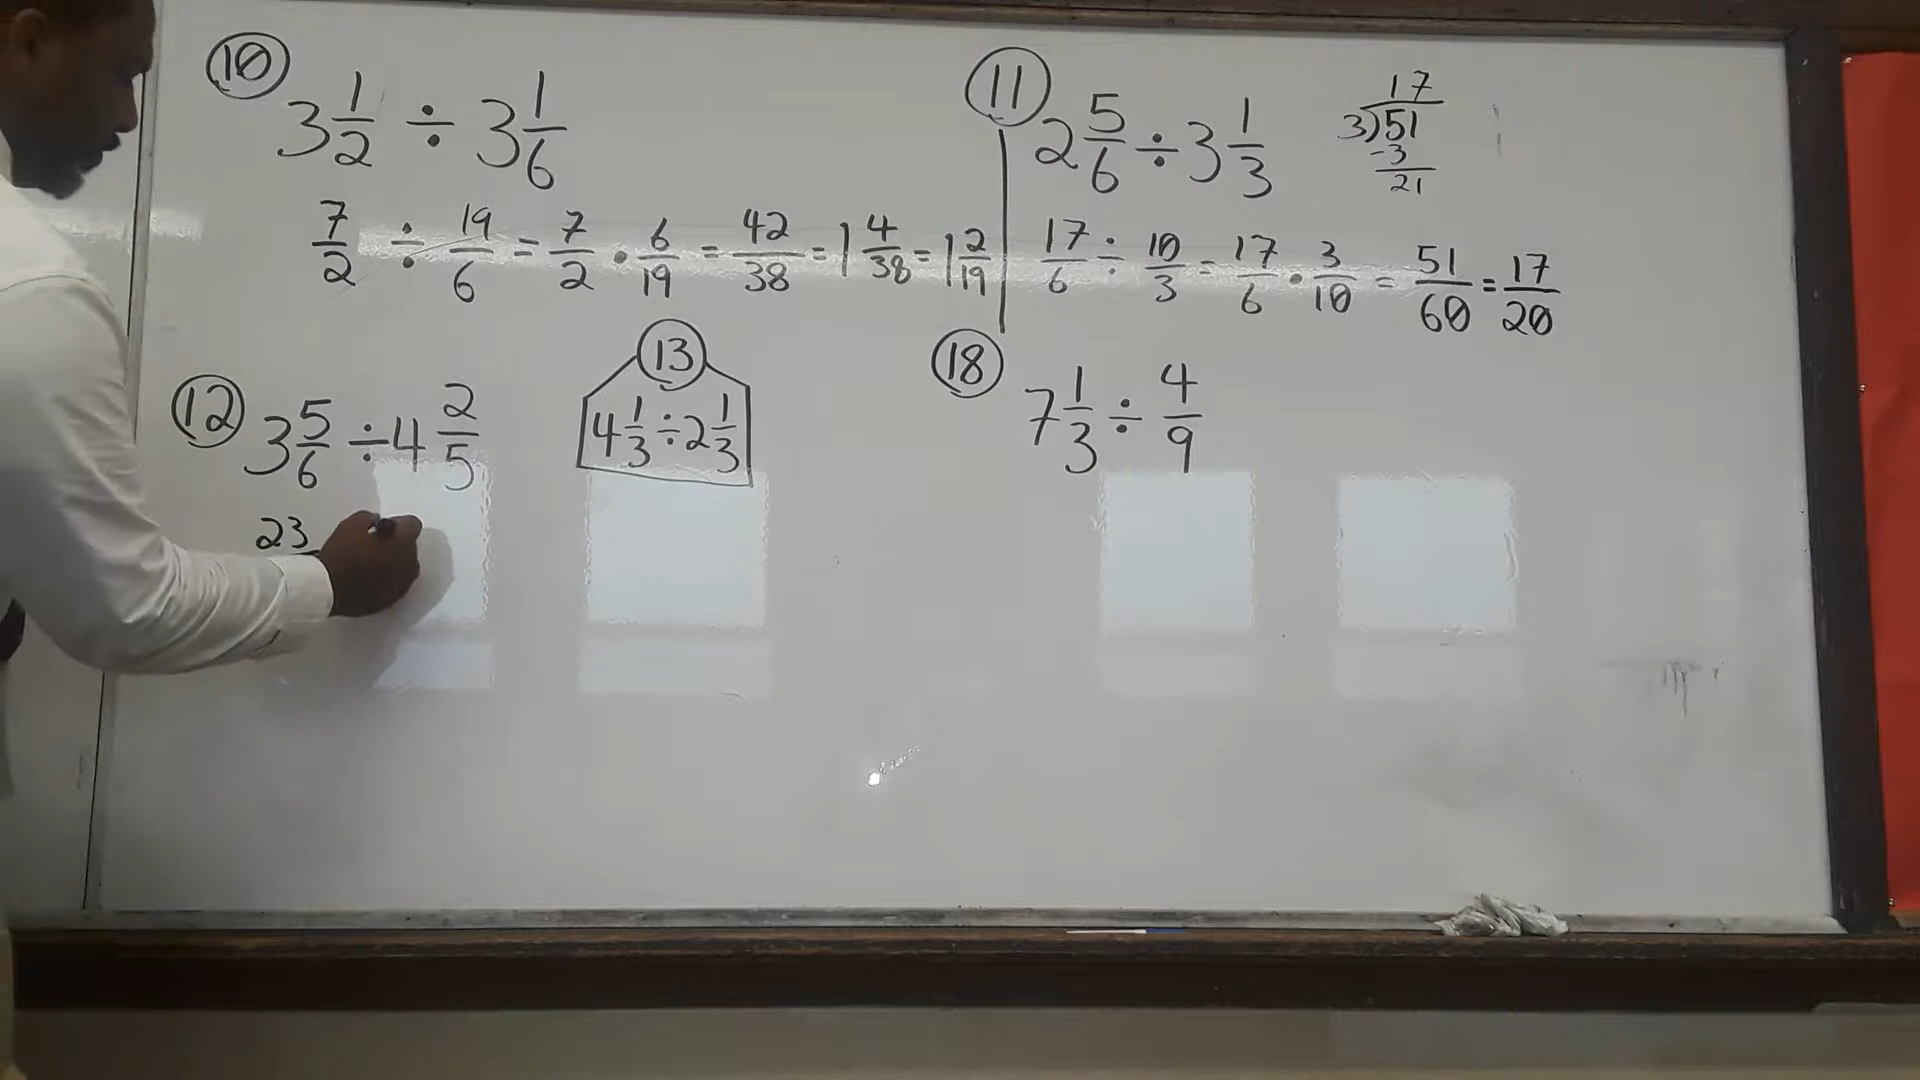 10
3 1/2 ÷ 3 1/6
7/2 ÷ 19/6 = 7/2 · 6/19 = 42/38 = 1 4/38 = 1 2/19
11
2 5/6 ÷ 3 1/3
17
3)51
-3
21
17/6 ÷ 10/3 = 17/6 · 3/10 = 51/60 = 17/20
12
3 5/6 ÷ 4 2/5
23
13
4 1/3 ÷ 2 1/3
18
7 1/3 ÷ 4/9